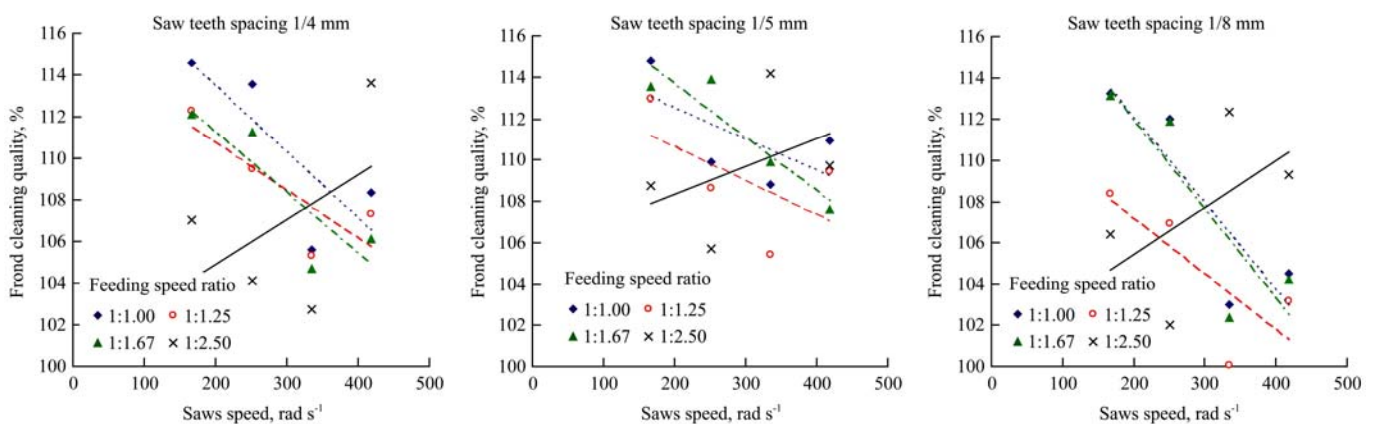 Saw teeth spacing 1/4 mm
Frond cleaning quality, %
116
114
112
110
108
106
104
102
100
Feeding speed ratio
1:1.00 1:1.25
1:1.67 1:2.50
0 100 200 300 400 500
Saws speed, rad s⁻¹
Saw teeth spacing 1/5 mm
Frond cleaning quality, %
116
114
112
110
108
106
104
102
100
Feeding speed ratio
1:1.00 1:1.25
1:1.67 1:2.50
0 100 200 300 400 500
Saws speed, rad s⁻¹
Saw teeth spacing 1/8 mm
Frond cleaning quality, %
116
114
112
110
108
106
104
102
100
Feeding speed ratio
1:1.00 1:1.25
1:1.67 1:2.50
0 100 200 300 400 500
Saws speed, rad s⁻¹